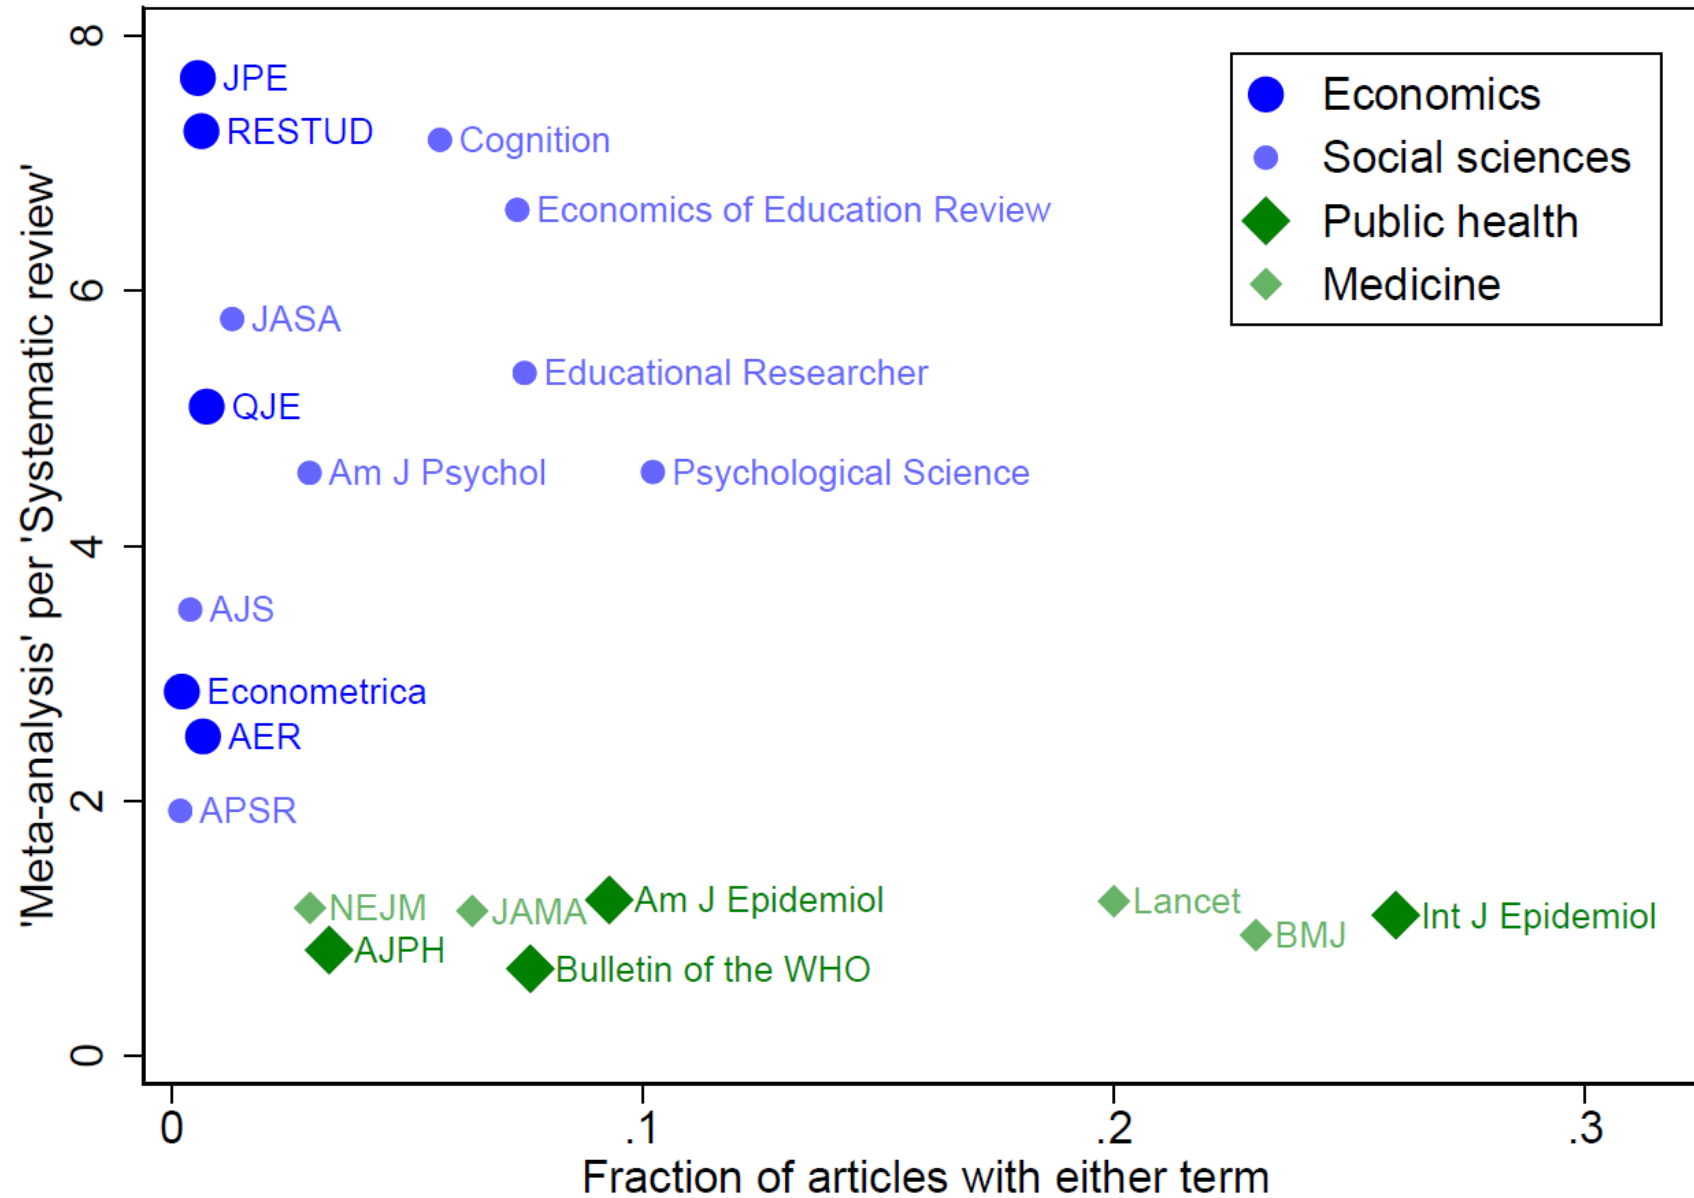 8
JPE
RESTUD
Cognition
Economics of Education Review
Economics
Social sciences
Public health
Medicine
6
JASA
Educational Researcher
QJE
Am J Psychol
Psychological Science
4
AJS
Econometrica
AER
2
APSR
NEJM
JAMA
Am J Epidemiol
Lancet
Int J Epidemiol
BMJ
AJPH
Bulletin of the WHO
0
'Meta-analysis' per 'Systematic review'
0 .1 .2 .3
Fraction of articles with either term